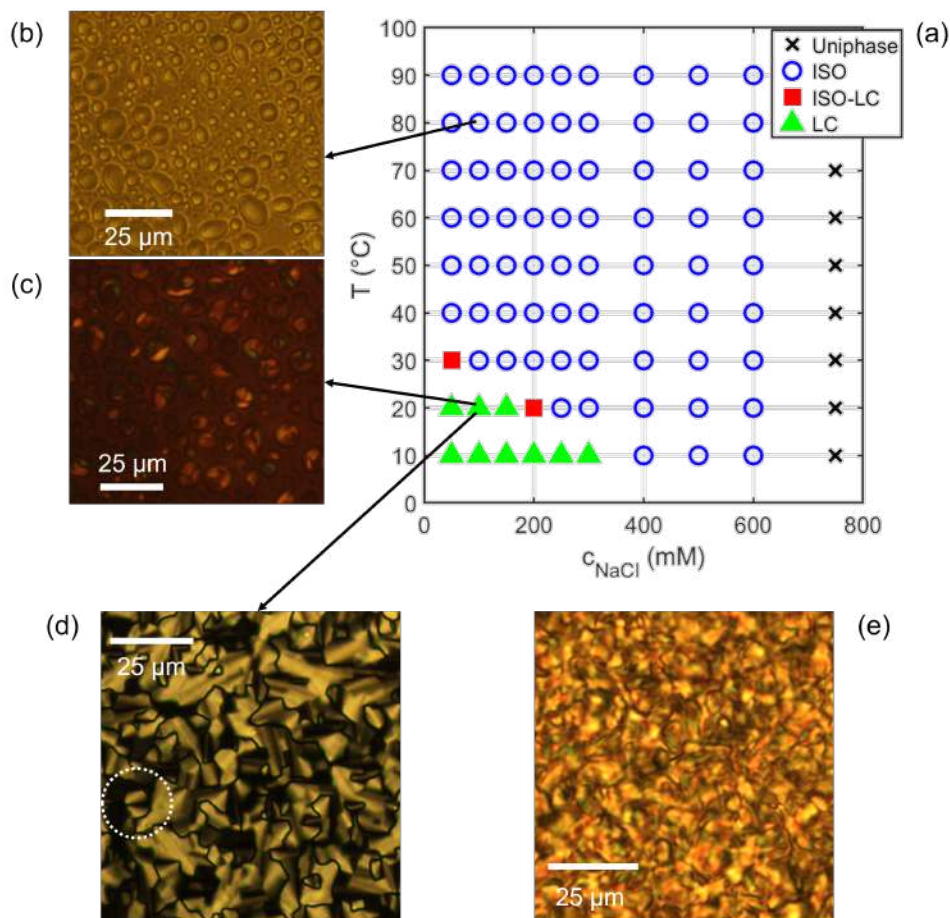 (b)
25 µm
(c)
25 µm
(a)
100
90
80
70
60
50
40
30
20
10
0
T (°C)
0 200 400 600 800
c_NaCl (mM)
Uniphase
ISO
ISO-LC
LC
(d)
25 µm
(e)
25 µm